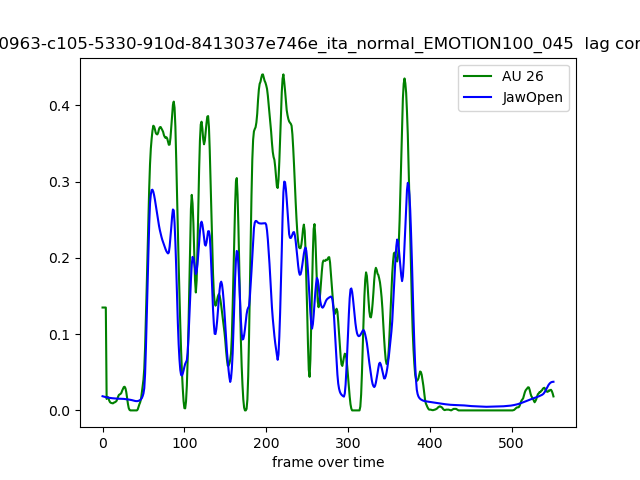 0963-c105-5330-910d-8413037e746e_ita_normal_EMOTION100_045 lag cor
AU 26
JawOpen
0.4
0.3
0.2
0.1
0.0
0 100 200 300 400 500
frame over time